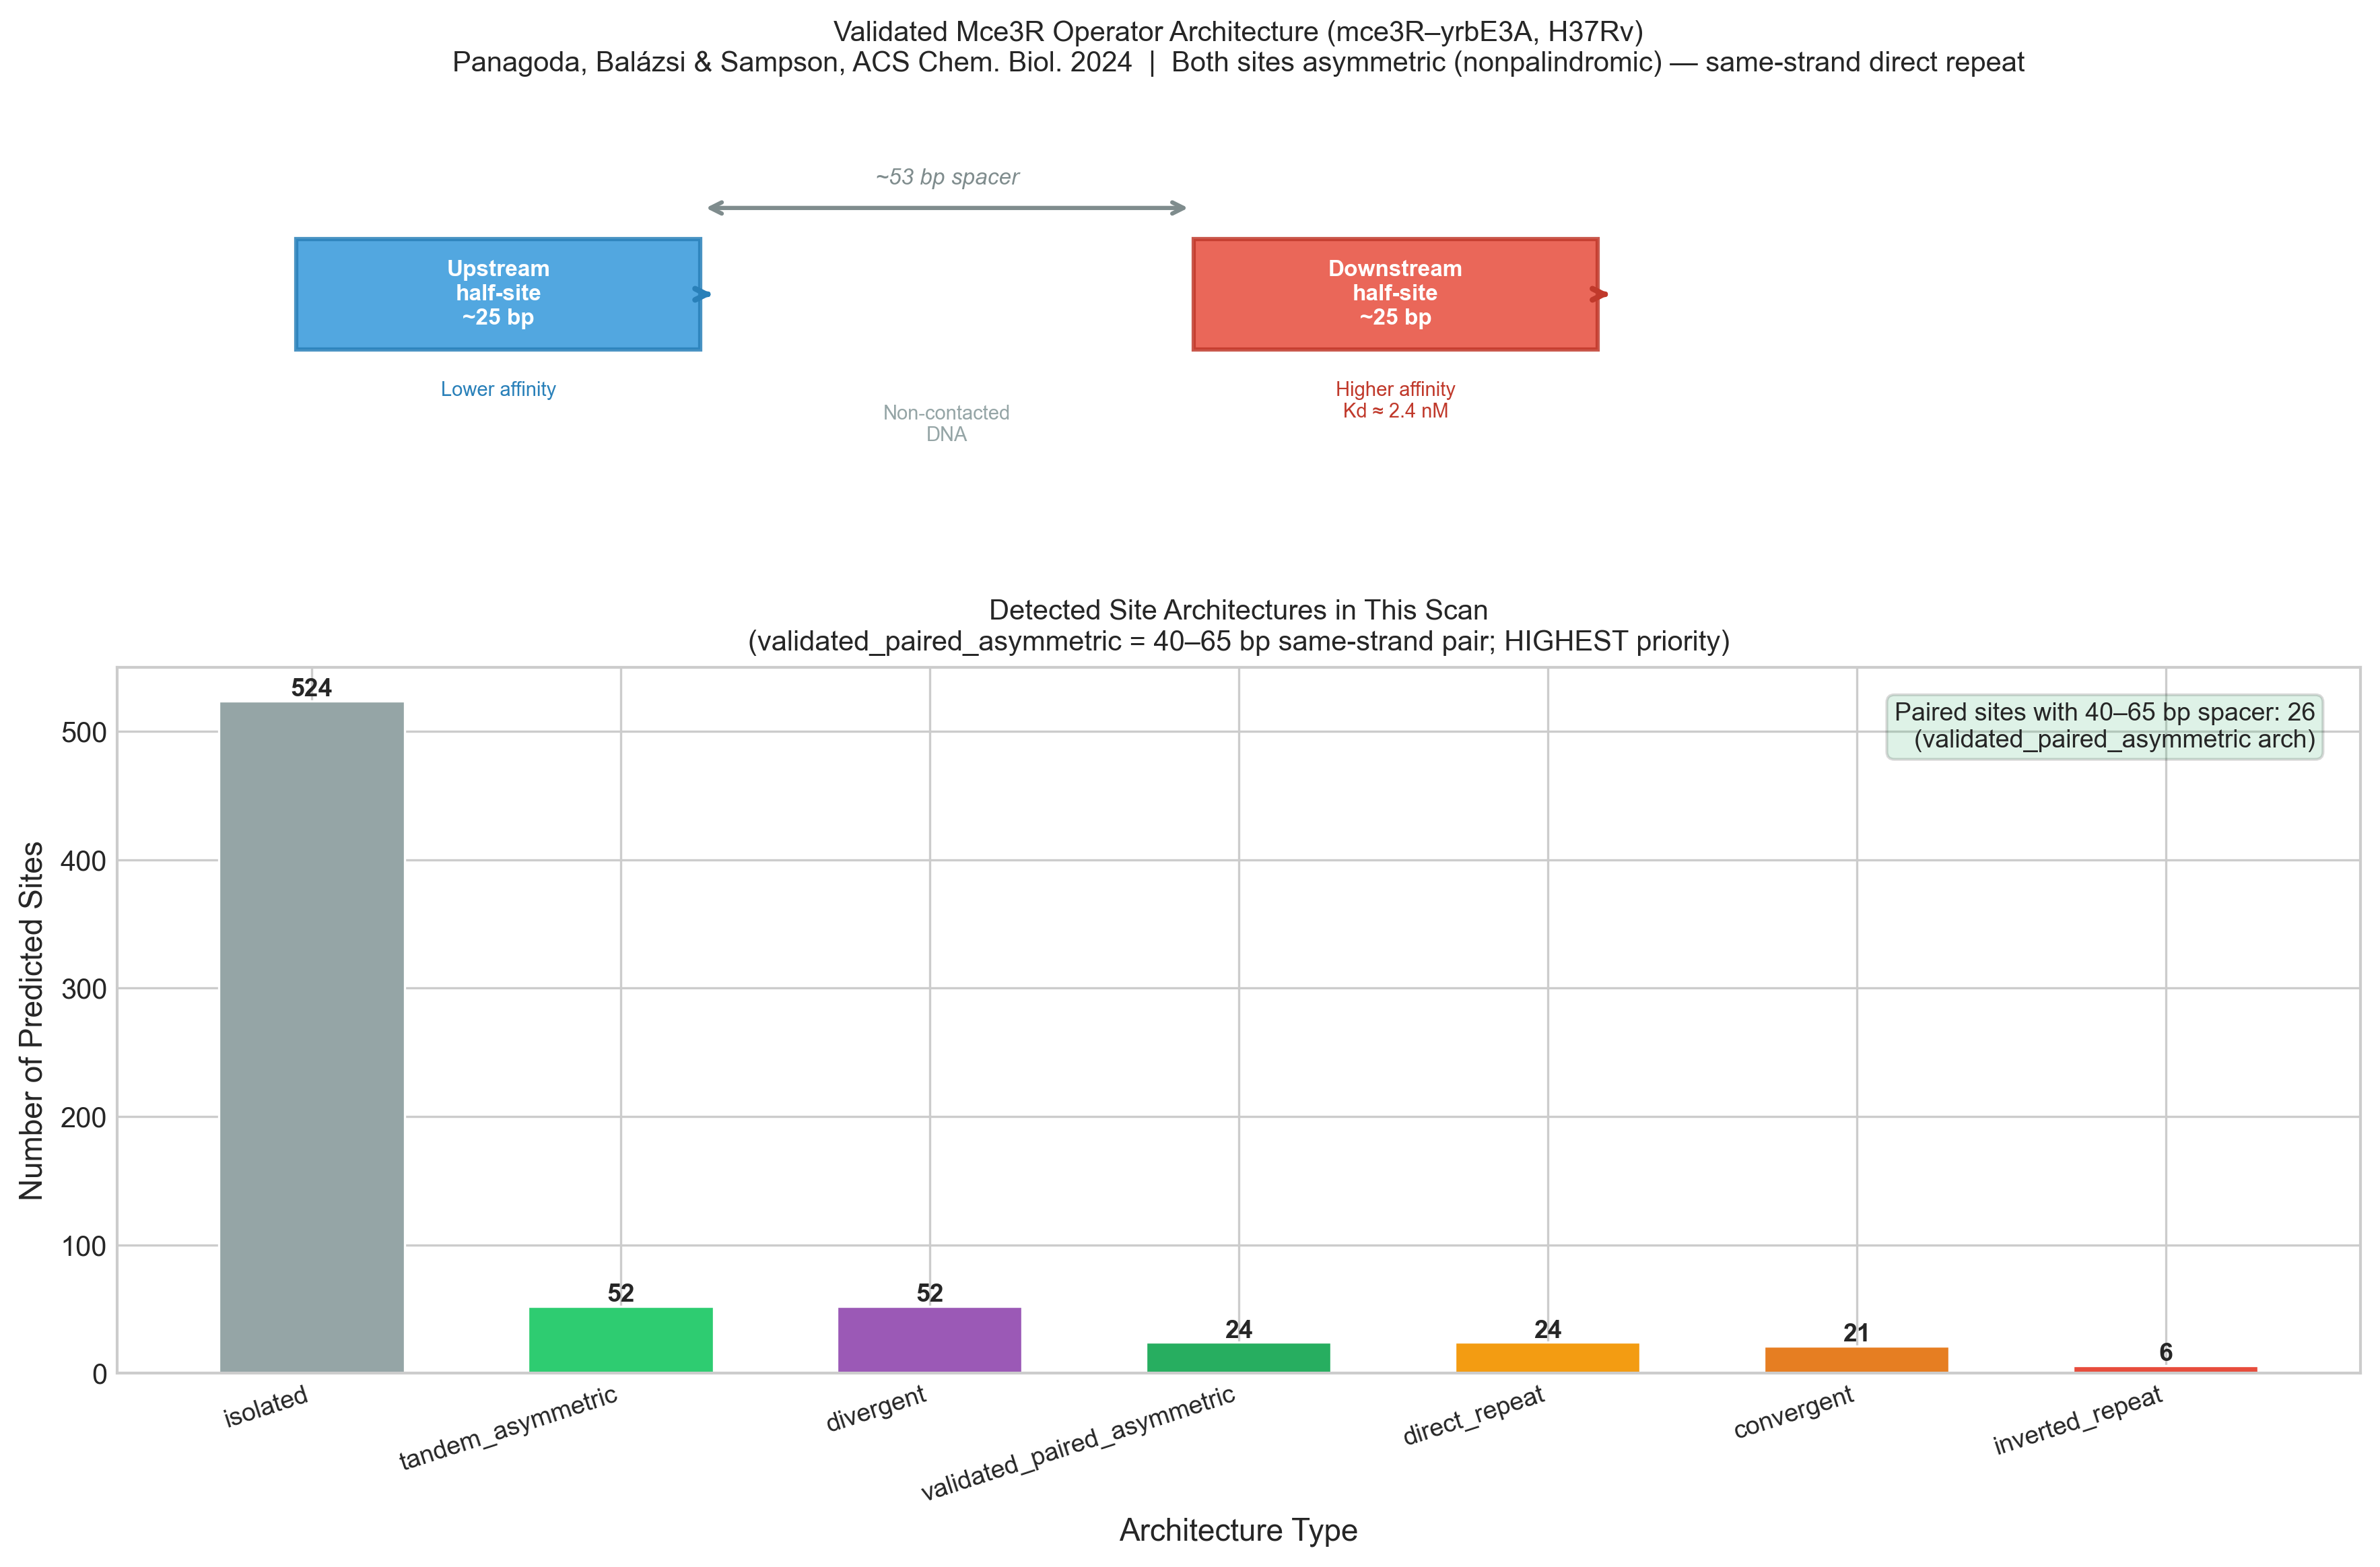 Validated Mce3R Operator Architecture (mce3R–yrbE3A, H37Rv)
Panagoda, Balázsi & Sampson, ACS Chem. Biol. 2024 | Both sites asymmetric (nonpalindromic) — same-strand direct repeat
~53 bp spacer
Upstream
half-site
~25 bp
Downstream
half-site
~25 bp
Lower affinity
Non-contacted
DNA
Higher affinity
Kd ≈ 2.4 nM
Detected Site Architectures in This Scan
(validated_paired_asymmetric = 40–65 bp same-strand pair; HIGHEST priority)
Paired sites with 40–65 bp spacer: 26
(validated_paired_asymmetric arch)
Number of Predicted Sites
500
400
300
200
100
0
524
52
52
24
24
21
6
isolated
tandem_asymmetric
divergent
validated_paired_asymmetric
direct_repeat
convergent
inverted_repeat
Architecture Type